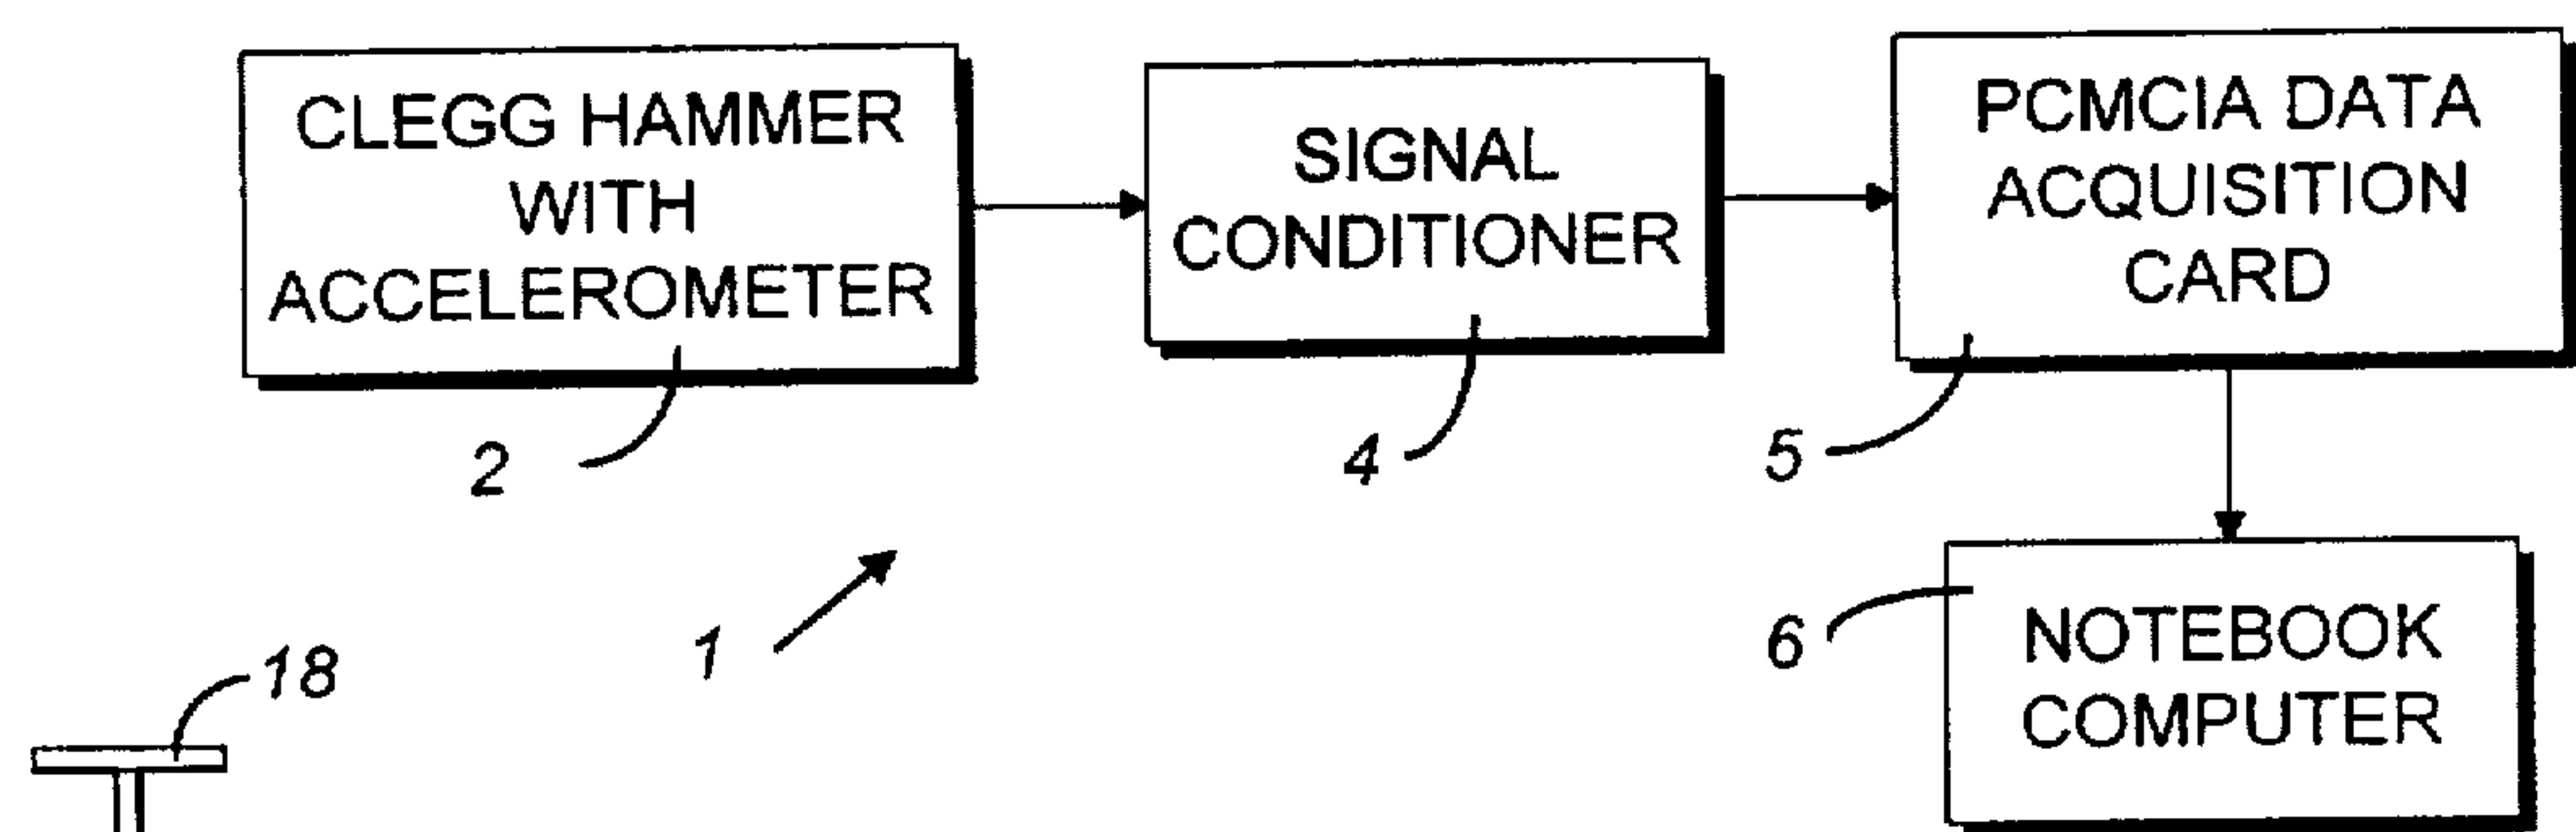 CLEGG HAMMER
WITH
ACCELEROMETER
2
SIGNAL
CONDITIONER
4
PCMCIA DATA
ACQUISITION
CARD
5
1
6
NOTEBOOK
COMPUTER
18